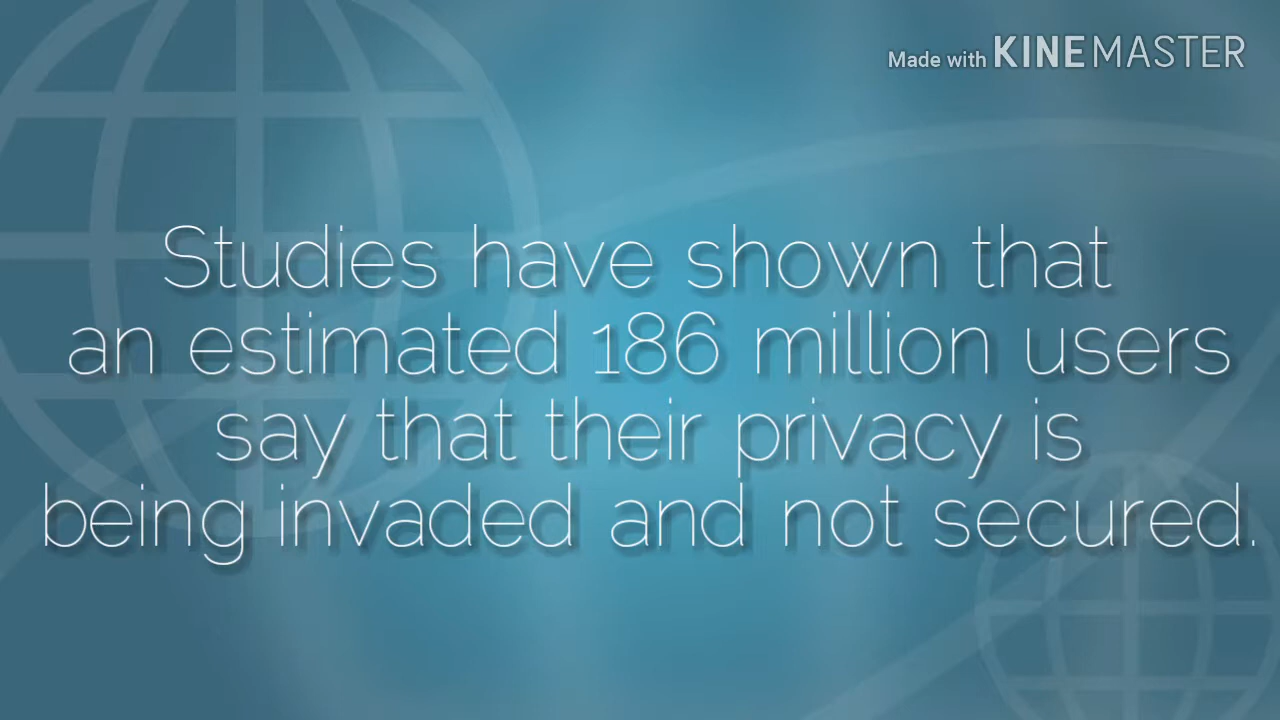 Made with KINEMASTER
Studies have shown that
an estimated 186 million users
say that their privacy is
being invaded and not secured.